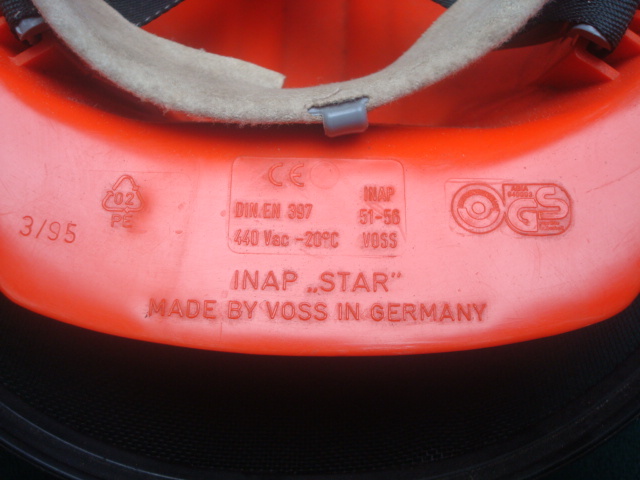 3/95
02
PE
CE
DIN.EN 397
440 Vac -20°C
INAP
51-56
VOSS
GS
INAP „STAR”
MADE BY VOSS IN GERMANY